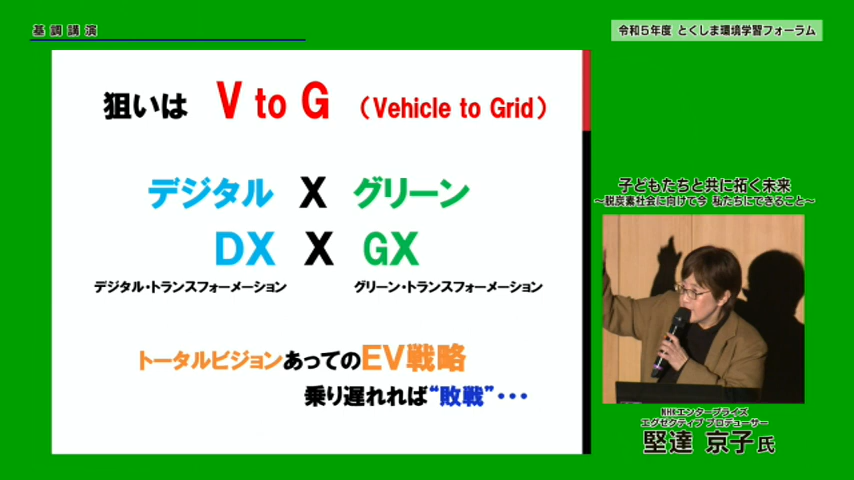 基調講演
令和5年度 とくしま環境学習フォーラム
狙いは V to G （Vehicle to Grid）
デジタル X グリーン
DX X GX
デジタル・トランスフォーメーション グリーン・トランスフォーメーション
トータルビジョンあってのEV戦略
乗り遅れれば“敗戦”・・・
子どもたちと共に拓く未来
～脱炭素社会に向けて今 私たちにできること～
NHKエンタープライズ
エグゼクティブ プロデューサー
堅達 京子 氏